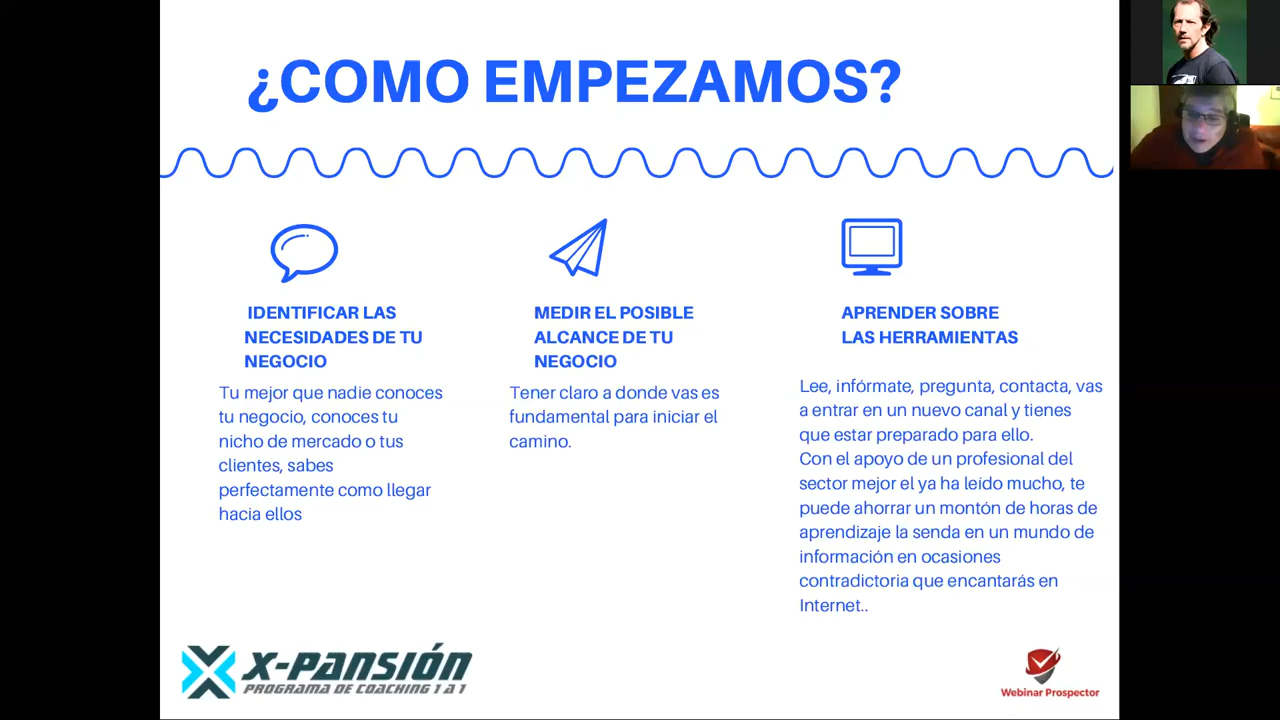 ¿COMO EMPEZAMOS?
IDENTIFICAR LAS
NECESIDADES DE TU
NEGOCIO
Tu mejor que nadie conoces
tu negocio, conoces tu
nicho de mercado o tus
clientes, sabes
perfectamente como llegar
hacia ellos
MEDIR EL POSIBLE
ALCANCE DE TU
NEGOCIO
Tener claro a donde vas es
fundamental para iniciar el
camino.
APRENDER SOBRE
LAS HERRAMIENTAS
Lee, infórmate, pregunta, contacta, vas
a entrar en un nuevo canal y tienes
que estar preparado para ello.
Con el apoyo de un profesional del
sector mejor el ya ha leído mucho, te
puede ahorrar un montón de horas de
aprendizaje la senda en un mundo de
información en ocasiones
contradictoria que encantarás en
Internet..
X-PANSIÓN
PROGRAMA DE COACHING 1 A 1
Webinar Prospector